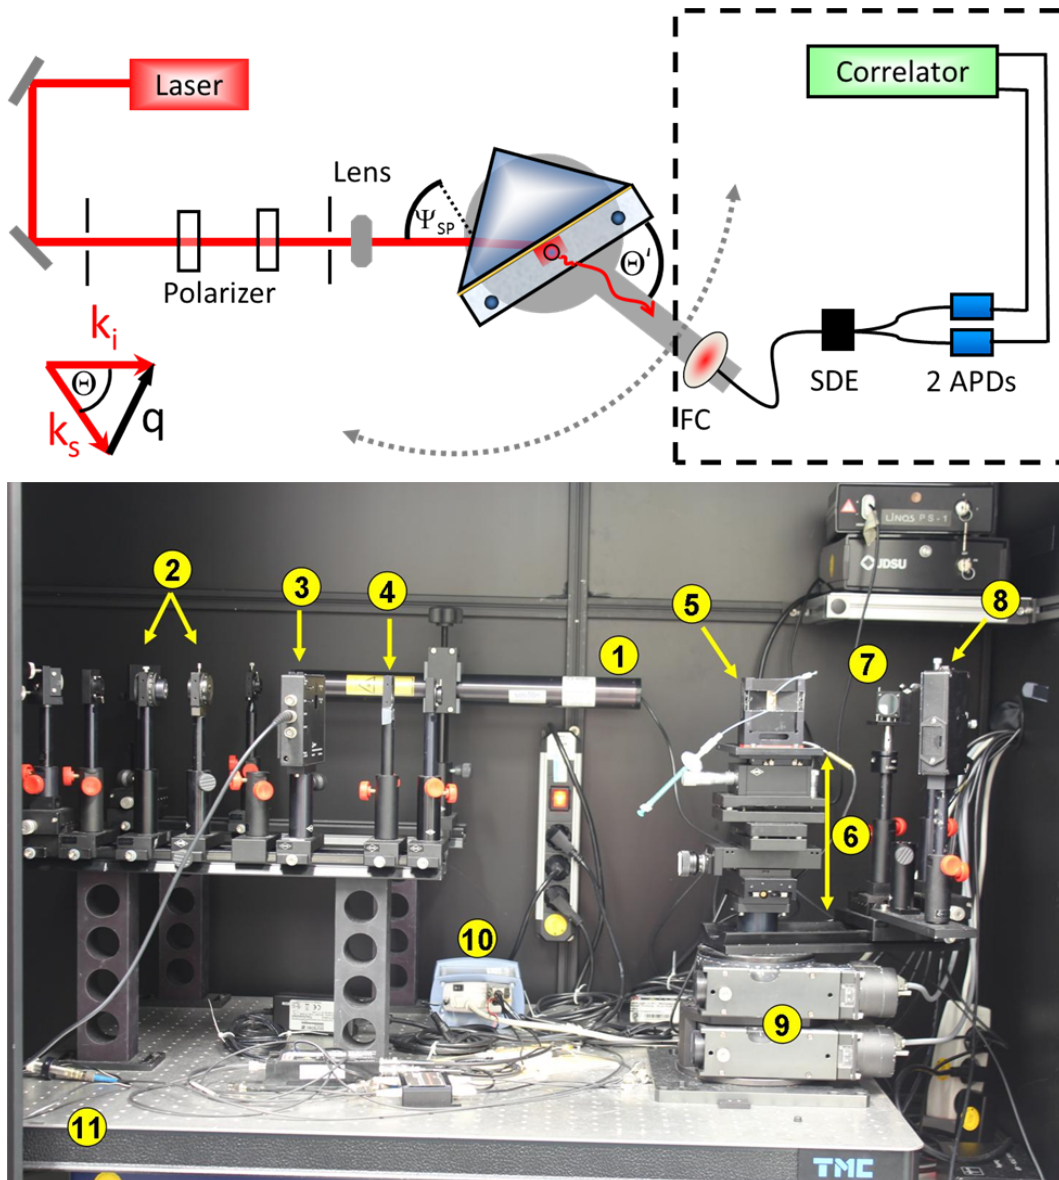 Laser
Correlator
Lens
Ψ_SP
Θ'
Polarizer
k_i
Θ
k_s
q
SDE
2 APDs
FC
LINOS PS-1
JDSU
2
3
4
5
8
1
7
6
10
9
11
TMC